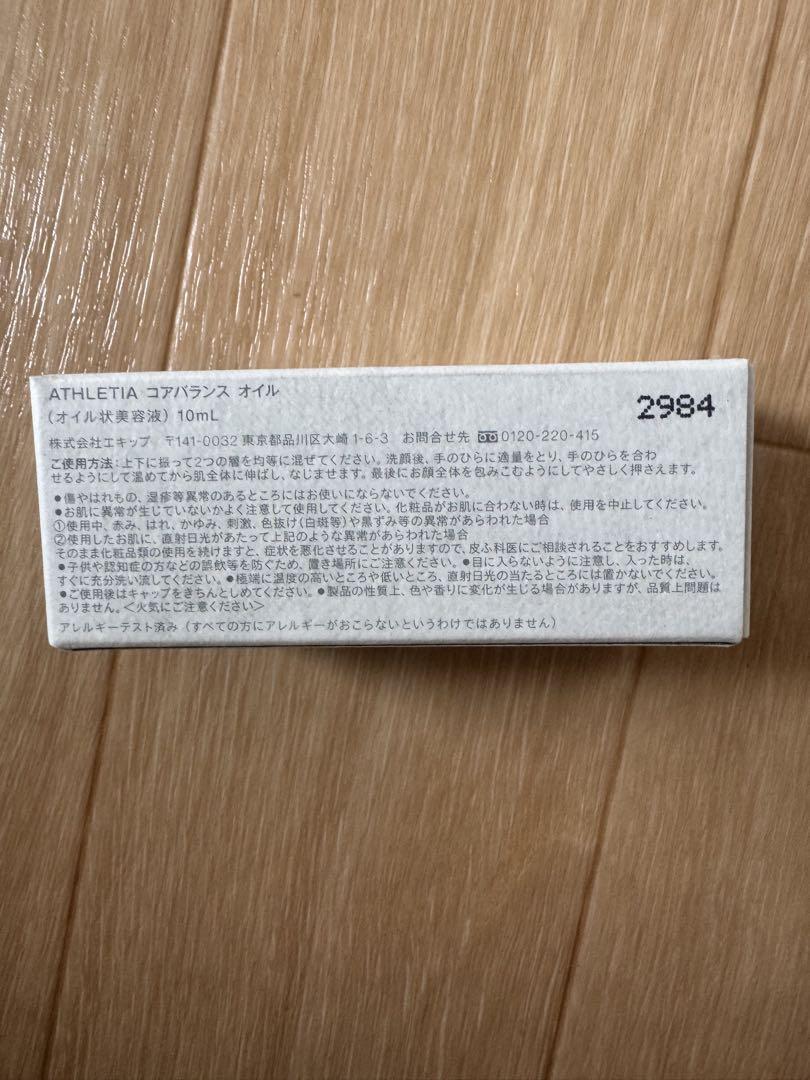 ATHLETIA コアバランス オイル
(オイル状美容液) 10mL
2984
株式会社エキップ 〒141-0032 東京都品川区大崎 1-6-3 お問合せ先 0120-220-415
ご使用方法:上下に振って2つの層を均等に混ぜてください。洗顔後、手のひらに適量をとり、手のひらを合わ
せるようにして温めてから肌全体に伸ばし、なじませます。最後にお顔全体を包みこむようにしてやさしく押さえます。
●傷やはれもの、湿疹等異常のあるところにはお使いにならないでください。
●お肌に異常が生じていないかよく注意して使用してください。化粧品がお肌に合わない時は、使用を中止してください。
①使用中、赤み、はれ、かゆみ、刺激、色抜け(白斑等)や黒ずみ等の異常があらわれた場合
②使用したお肌に、直射日光があたって上記のような異常があらわれた場合
そのまま化粧品類の使用を続けますと、症状を悪化させることがありますので、皮ふ科医にご相談されることをおすすめします。
●子供や認知症の方などの誤飲等を防ぐため、置き場所にご注意ください。●目に入らないように注意し、入った時は、
すぐに充分洗い流してください。●極端に温度の高いところや低いところ、直射日光の当たるところには置かないでください。
●ご使用後はキャップをきちんとしめてください。●製品の性質上、色や香りに変化が生じる場合がありますが、品質上問題は
ありません。<火気にご注意ください>
アレルギーテスト済み(すべての方にアレルギーがおこらないというわけではありません)